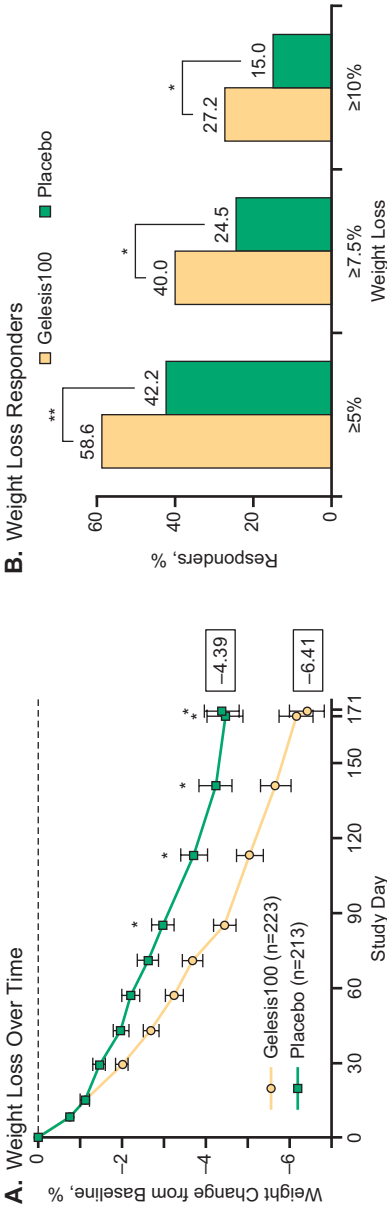 A. Weight Loss Over Time
Weight Change from Baseline, %
0
−2
−4
−6
*
*
*
*
*
−4.39
−6.41
Gelesis100 (n=223)
Placebo (n=213)
0 30 60 90 120 150 171
Study Day
B. Weight Loss Responders
Gelesis100 Placebo
Responders, %
60
40
20
0
**
58.6 42.2
*
40.0 24.5
*
27.2 15.0
≥5% ≥7.5% ≥10%
Weight Loss